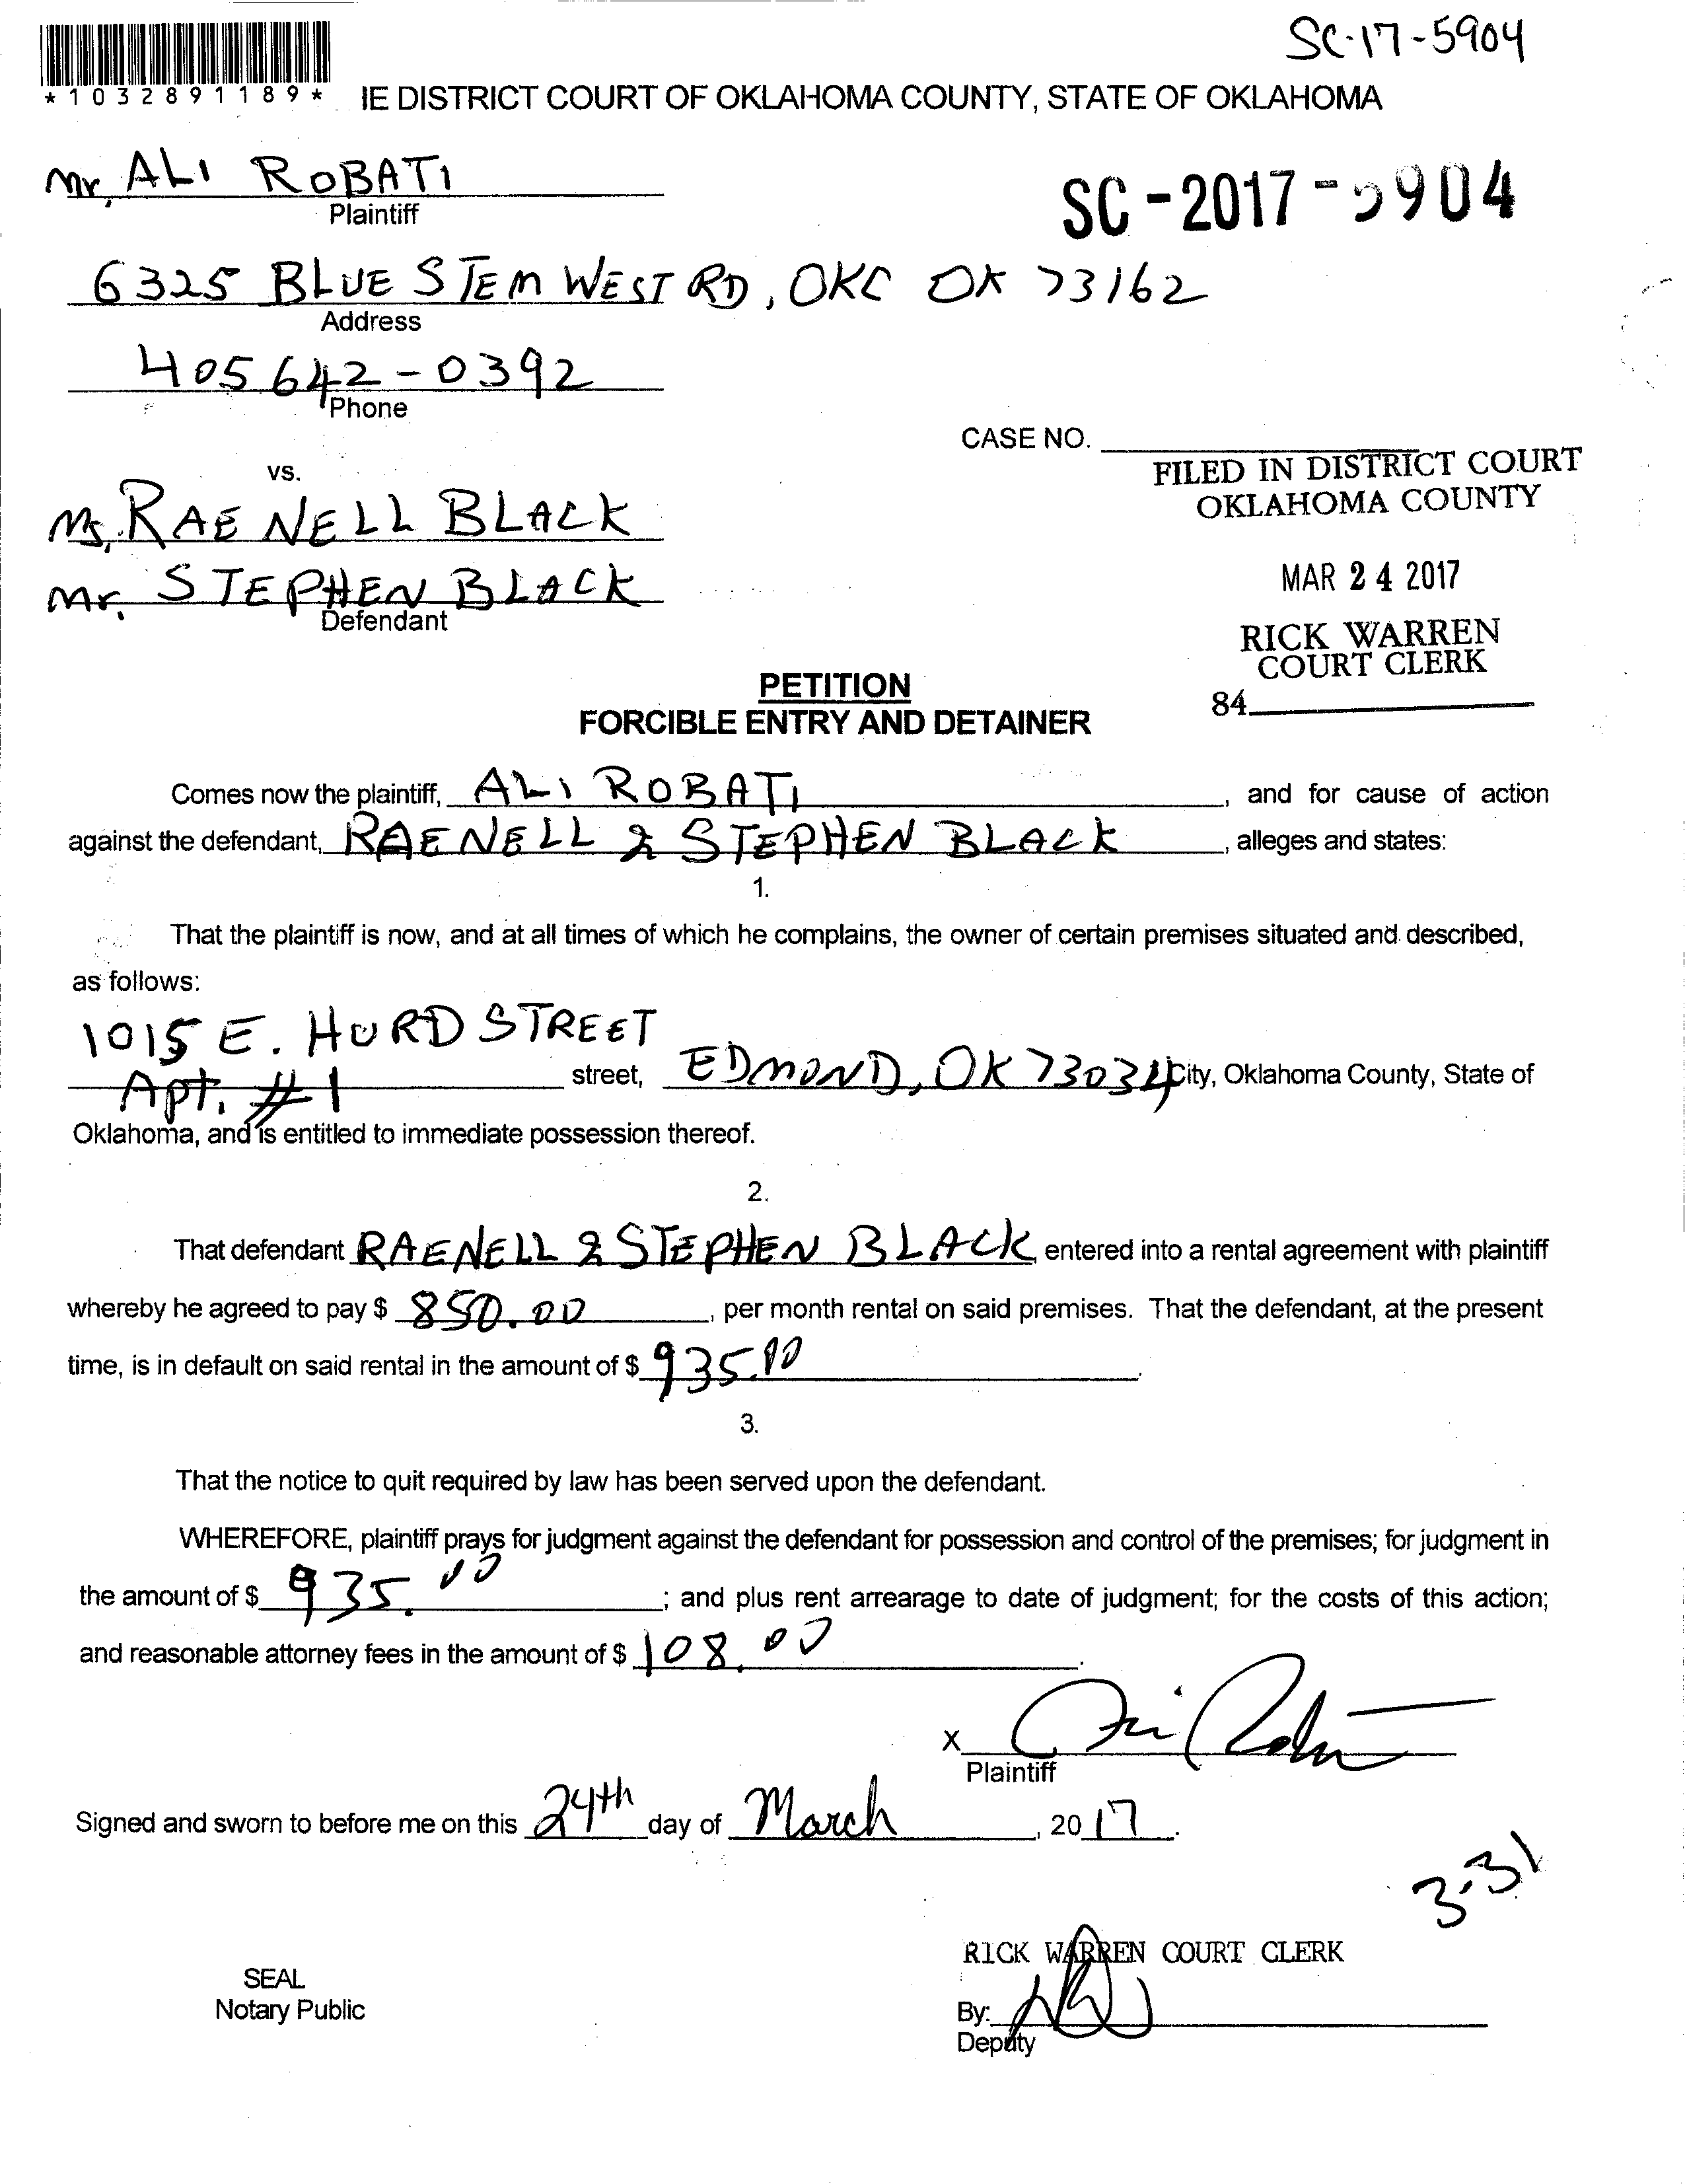 SC-17-5904
*1032891189*
IE DISTRICT COURT OF OKLAHOMA COUNTY, STATE OF OKLAHOMA
Mr. ALI ROBATI
Plaintiff
SC-2017-5904
6325 BLUE STEM WEST RD, OKC OK 73162
Address
405 642-0392
Phone
CASE NO.
vs.
FILED IN DISTRICT COURT
OKLAHOMA COUNTY
Ms. RAE NELL BLACK
MAR 24 2017
Mr. STEPHEN BLACK
Defendant
RICK WARREN
COURT CLERK
84
PETITION
FORCIBLE ENTRY AND DETAINER
Comes now the plaintiff, ALI ROBATI, and for cause of action
against the defendant, RAENELL & STEPHEN BLACK, alleges and states:
1.
That the plaintiff is now, and at all times of which he complains, the owner of certain premises situated and described,
as follows:
1015 E. HURD STREET
Apt. #1 street, EDMOND, OK 73034 City, Oklahoma County, State of
Oklahoma, and is entitled to immediate possession thereof.
2.
That defendant RAENELL & STEPHEN BLACK entered into a rental agreement with plaintiff
whereby he agreed to pay $ 850.00, per month rental on said premises. That the defendant, at the present
time, is in default on said rental in the amount of $ 935.00.
3.
That the notice to quit required by law has been served upon the defendant.
WHEREFORE, plaintiff prays for judgment against the defendant for possession and control of the premises; for judgment in
the amount of $ 935.00; and plus rent arrearage to date of judgment; for the costs of this action;
and reasonable attorney fees in the amount of $ 108.00.
X
Plaintiff
Signed and sworn to before me on this 24th day of March, 2017.
3-31
RICK WARREN COURT CLERK
SEAL
Notary Public
By:
Deputy